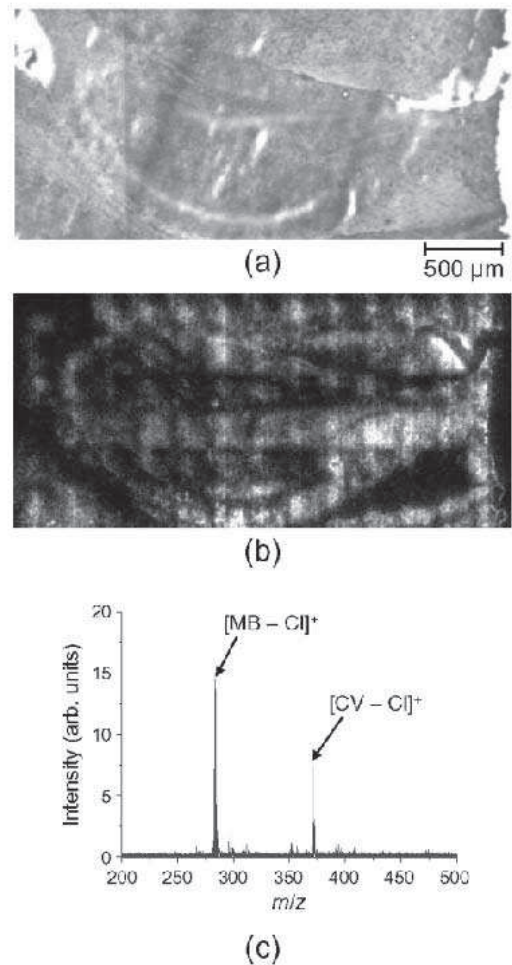 (a)
500 µm
(b)
20
15
10
5
0
Intensity (arb. units)
[MB – Cl]⁺
[CV – Cl]⁺
200 250 300 350 400 450 500
m/z
(c)